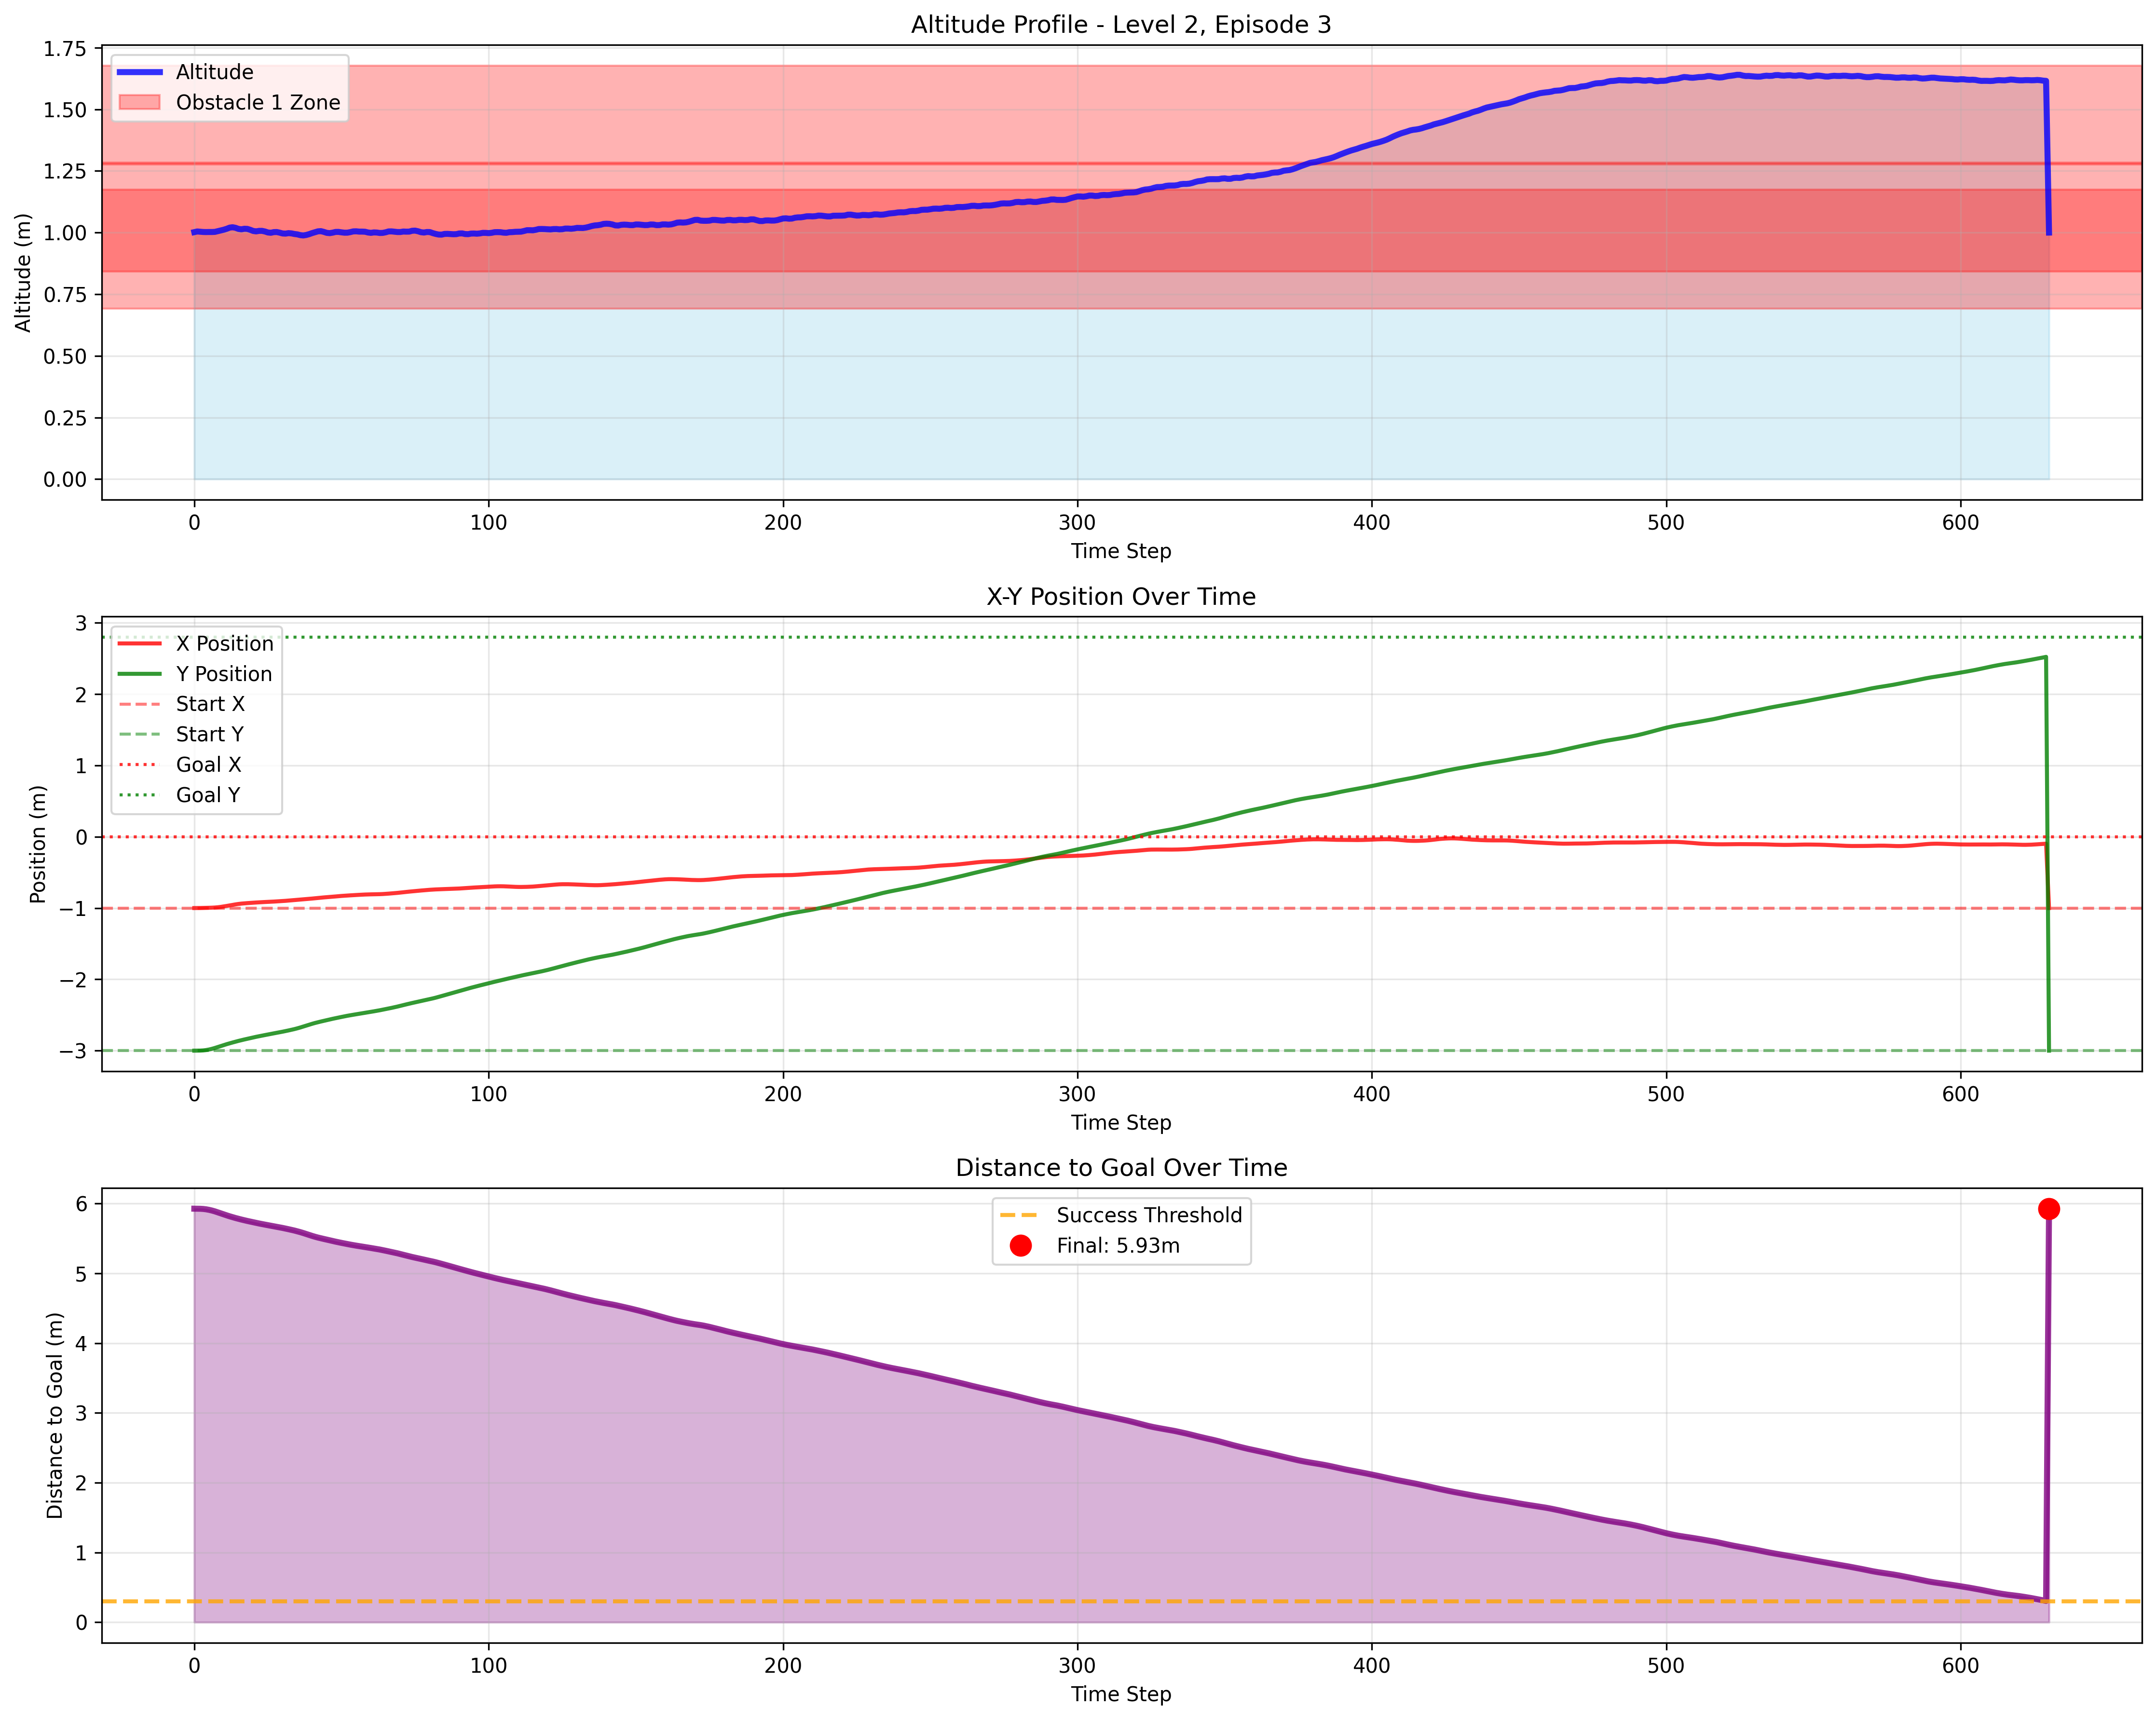 Altitude Profile - Level 2, Episode 3
Altitude (m)
1.75
1.50
1.25
1.00
0.75
0.50
0.25
0.00
Altitude
Obstacle 1 Zone
0 100 200 300 400 500 600
Time Step
X-Y Position Over Time
Position (m)
3
2
1
0
−1
−2
−3
X Position
Y Position
Start X
Start Y
Goal X
Goal Y
0 100 200 300 400 500 600
Time Step
Distance to Goal Over Time
Distance to Goal (m)
6
5
4
3
2
1
0
Success Threshold
Final: 5.93m
0 100 200 300 400 500 600
Time Step